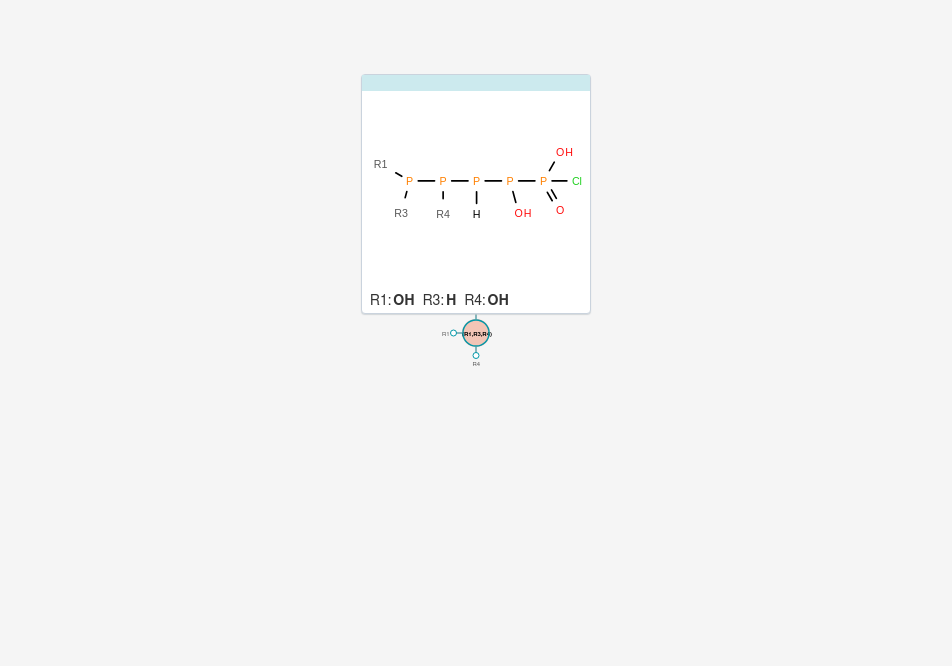 OH
R1
P P P P P Cl
R3 R4 H OH O
R1: OH R3: H R4: OH
R1 (R1,R3,R4)
R4